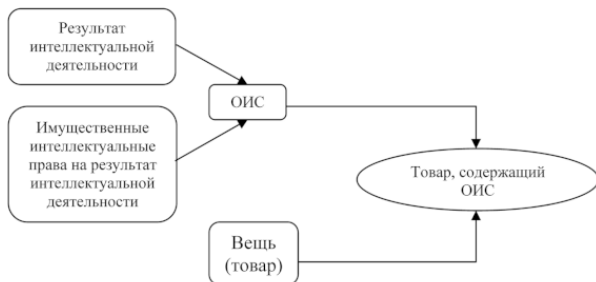 Результат
интеллектуальной
деятельности
ОИС
Имущественные
интеллектуальные
права на результат
интеллектуальной
деятельности
Товар, содержащий
ОИС
Вещь
(товар)